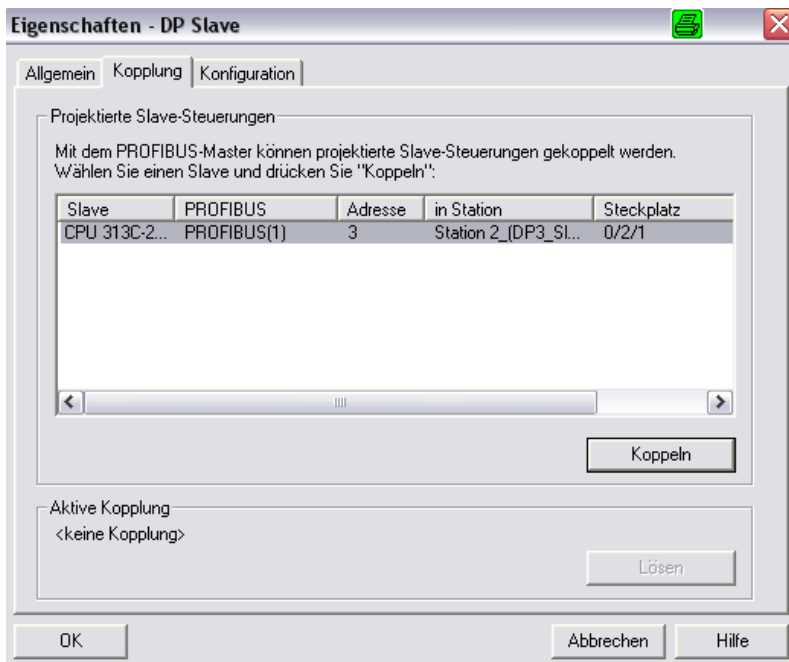 Eigenschaften - DP Slave
Allgemein Kopplung Konfiguration
Projektierte Slave-Steuerungen
Mit dem PROFIBUS-Master können projektierte Slave-Steuerungen gekoppelt werden.
Wählen Sie einen Slave und drücken Sie "Koppeln":
Slave PROFIBUS Adresse in Station Steckplatz
CPU 313C-2... PROFIBUS(1) 3 Station 2_(DP3_Sl... 0/2/1
Koppeln
Aktive Kopplung
<keine Kopplung>
Lösen
OK Abbrechen Hilfe